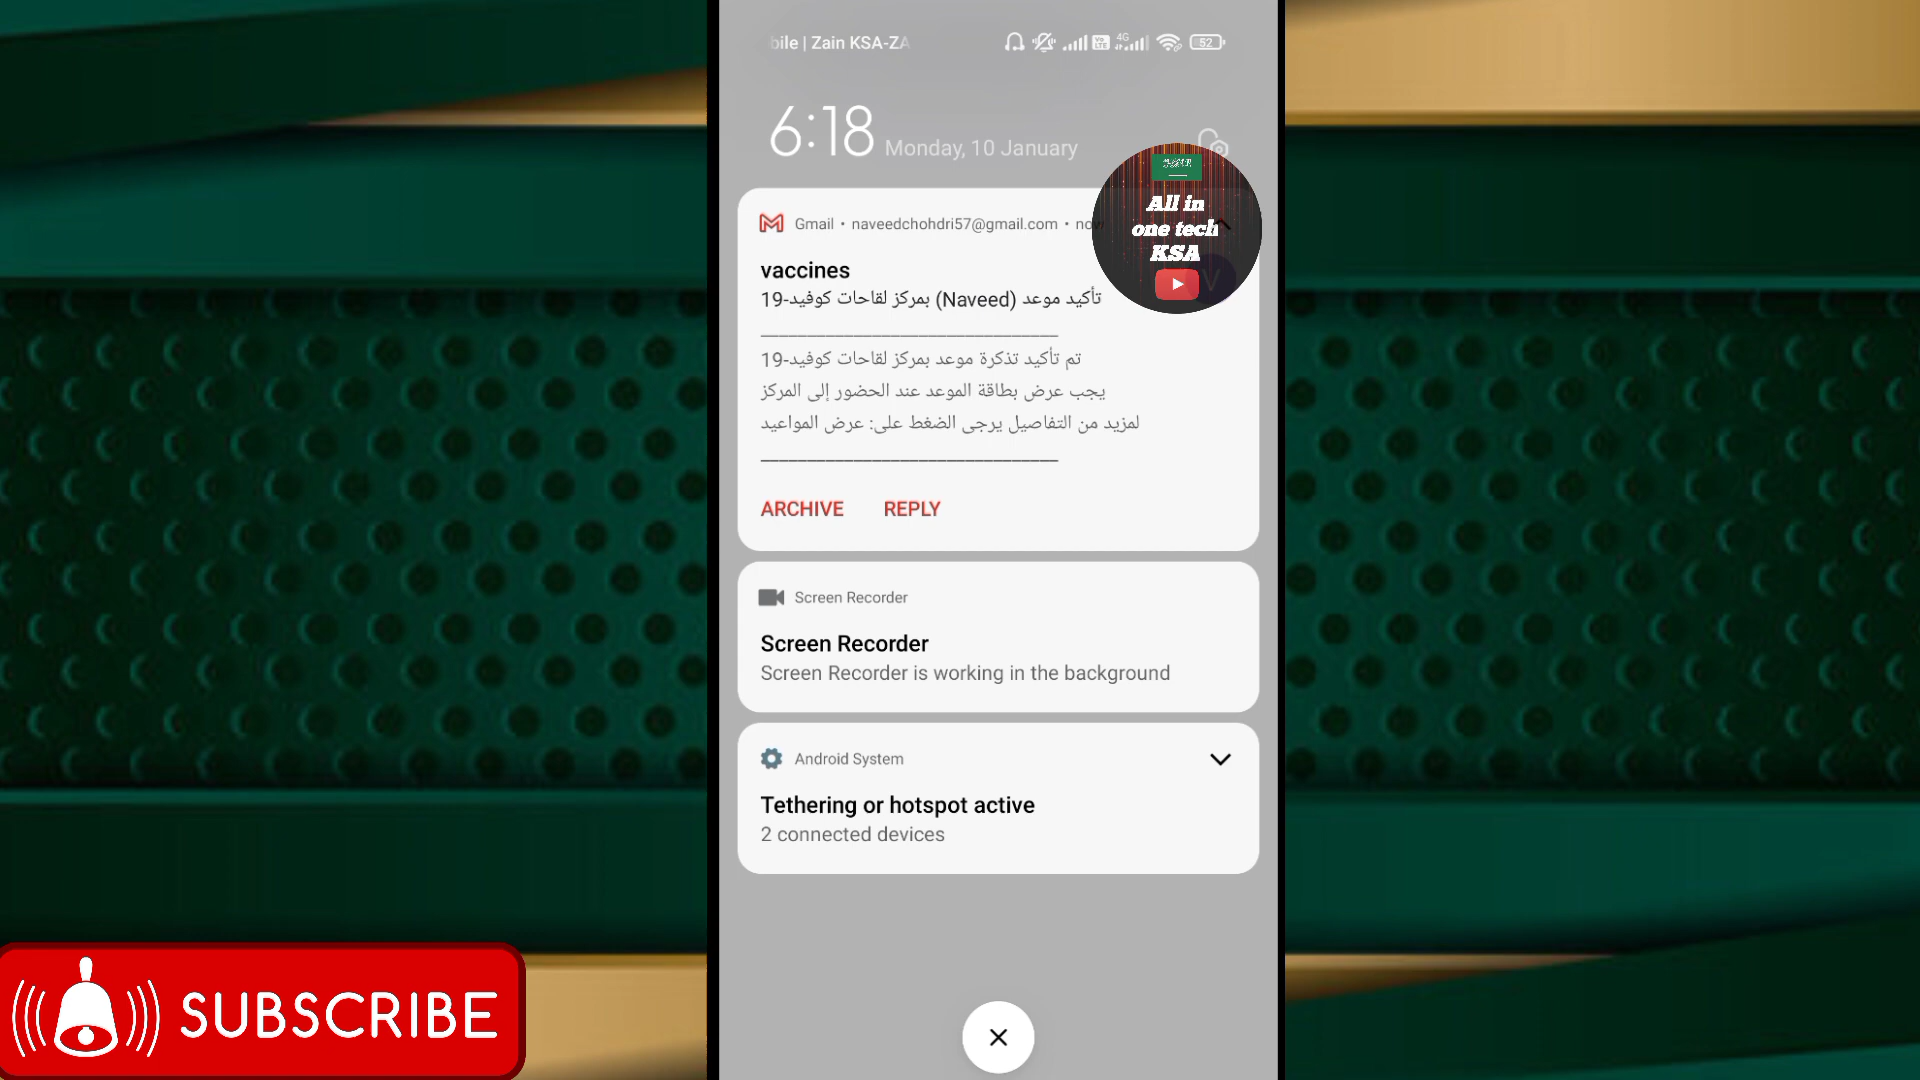 bile | Zain KSA-ZA
4G
52
6:18 Monday, 10 January
Gmail • naveedchohdri57@gmail.com • now
All in
one tech
KSA
vaccines
تأكيد موعد (Naveed) بمركز لقاحات كوفيد-19
تم تأكيد تذكرة موعد بمركز لقاحات كوفيد-19
يجب عرض بطاقة الموعد عند الحضور إلى المركز
لمزيد من التفاصيل يرجى الضغط على: عرض المواعيد
ARCHIVE REPLY
Screen Recorder
Screen Recorder
Screen Recorder is working in the background
Android System
Tethering or hotspot active
2 connected devices
SUBSCRIBE